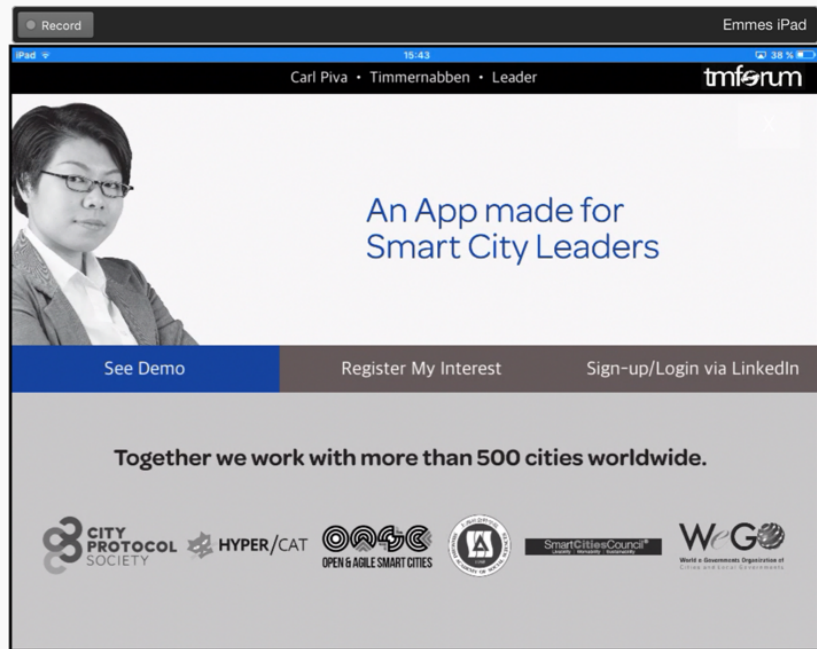 Record
Emmes iPad
iPad 15:43 38 %
Carl Piva • Timmernabben • Leader
tmforum
X
An App made for
Smart City Leaders
See Demo
Register My Interest
Sign-up/Login via LinkedIn
Together we work with more than 500 cities worldwide.
CITY
PROTOCOL
SOCIETY
HYPER/CAT
OASC
OPEN & AGILE SMART CITIES
SmartCitiesCouncil®
Livability | Workability | Sustainability
WeGO
World e-Governments Organization of
Cities and Local Governments